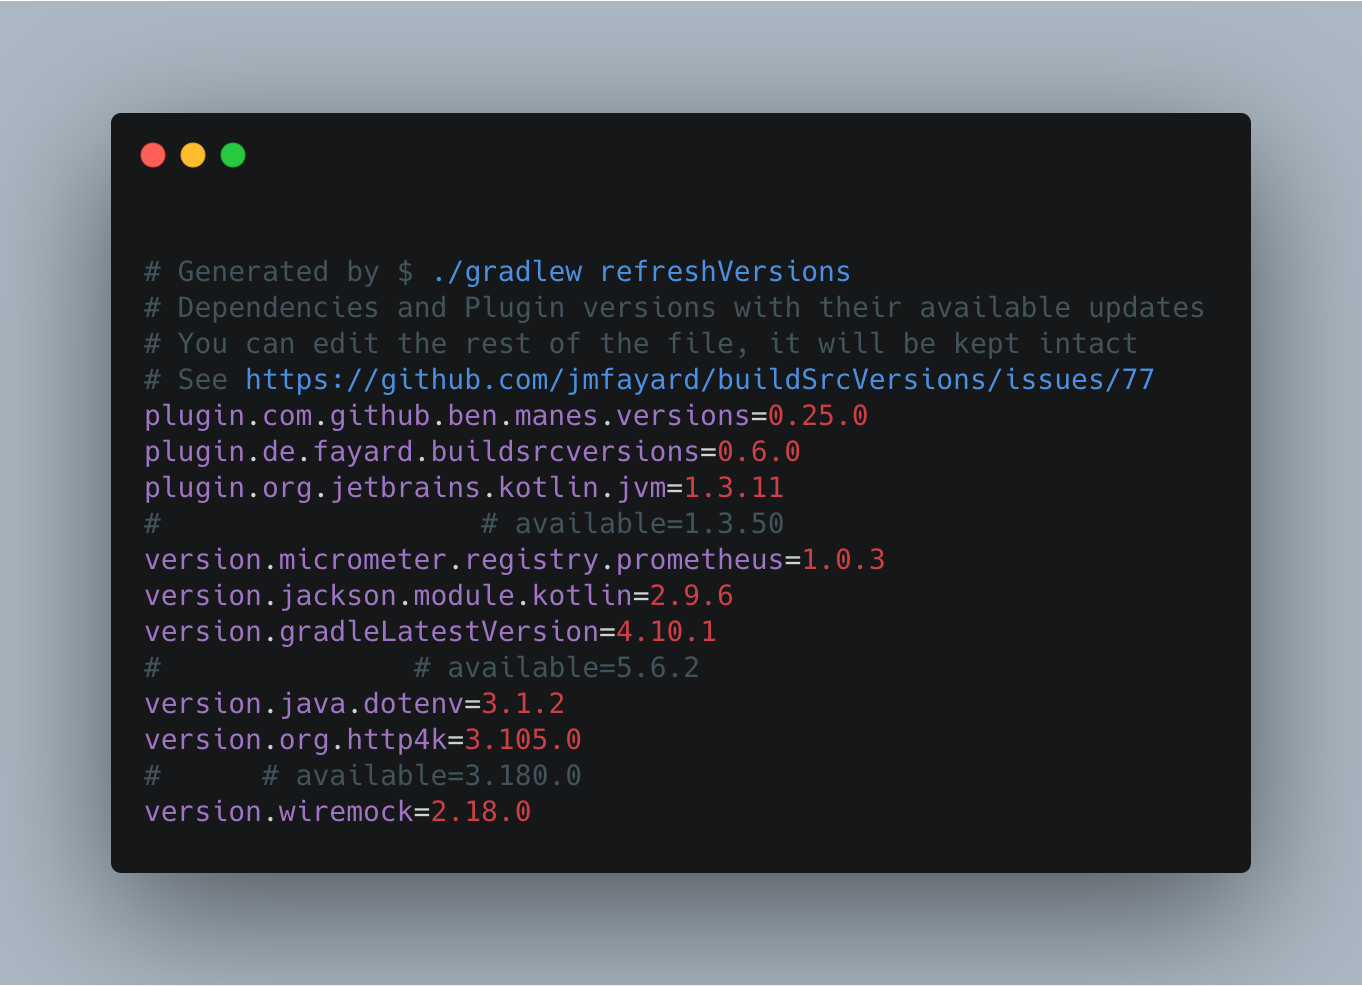 # Generated by $ ./gradlew refreshVersions
# Dependencies and Plugin versions with their available updates
# You can edit the rest of the file, it will be kept intact
# See https://github.com/jmfayard/buildSrcVersions/issues/77
plugin.com.github.ben.manes.versions=0.25.0
plugin.de.fayard.buildsrcversions=0.6.0
plugin.org.jetbrains.kotlin.jvm=1.3.11
#                   # available=1.3.50
version.micrometer.registry.prometheus=1.0.3
version.jackson.module.kotlin=2.9.6
version.gradleLatestVersion=4.10.1
#               # available=5.6.2
version.java.dotenv=3.1.2
version.org.http4k=3.105.0
#      # available=3.180.0
version.wiremock=2.18.0